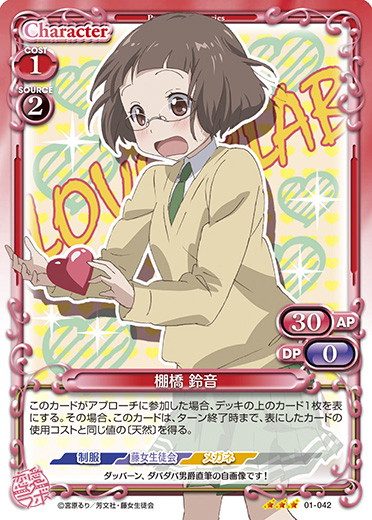 Character
COST
1
SOURCE
2
LOVE LAB
30 AP
DP 0
棚橋 鈴音
このカードがアプローチに参加した場合、デッキの上のカード1枚を表
にする。その場合、このカードは、ターン終了時まで、表にしたカードの
使用コストと同じ値の【天然】を得る。
制服 藤女生徒会 メガネ
ダッバーン、タバダバ男爵直筆の自画像です!
恋愛ラボ
©宮原るり/芳文社・藤女生徒会
01-042